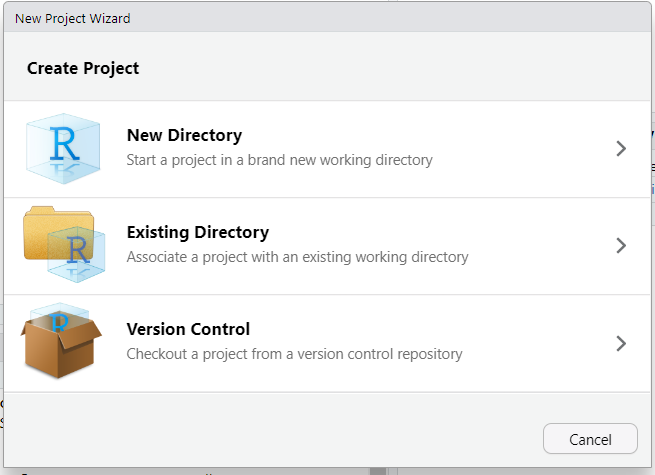 New Project Wizard
Create Project
R
New Directory
Start a project in a brand new working directory
R
Existing Directory
Associate a project with an existing working directory
R
Version Control
Checkout a project from a version control repository
Cancel